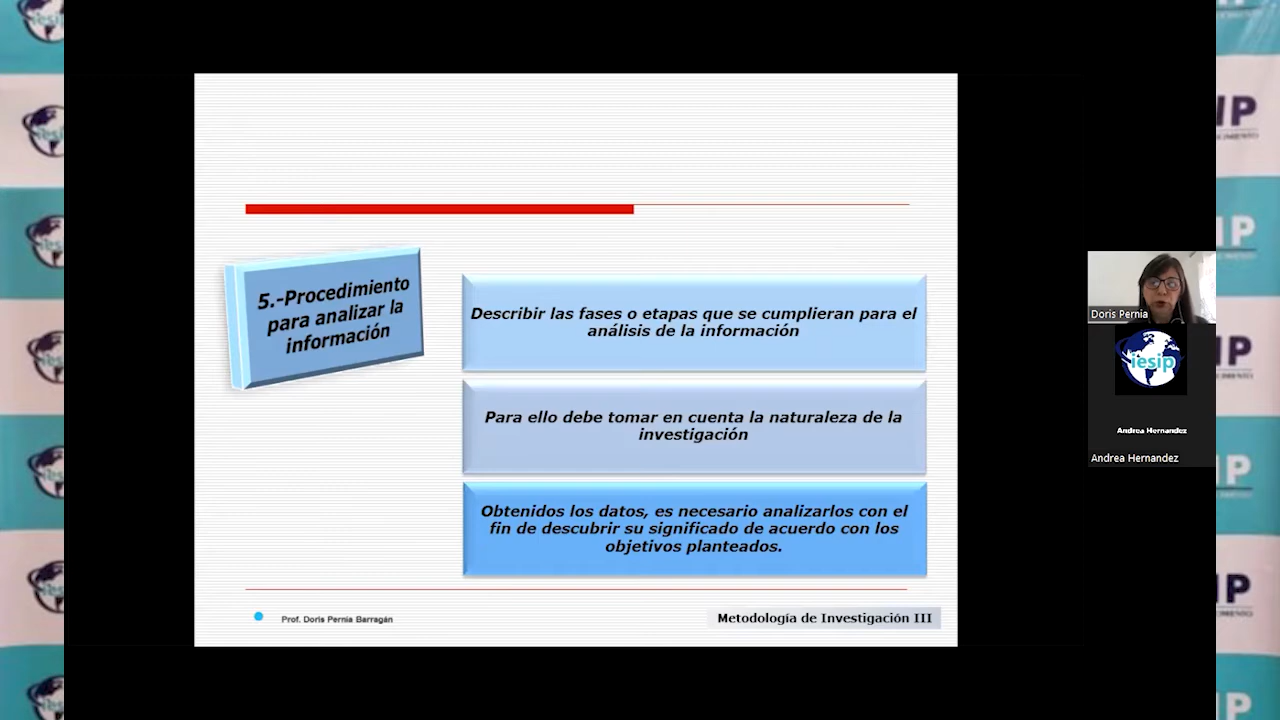 5.-Procedimiento
para analizar la
información
Describir las fases o etapas que se cumplieran para el
análisis de la información
Para ello debe tomar en cuenta la naturaleza de la
investigación
Obtenidos los datos, es necesario analizarlos con el
fin de descubrir su significado de acuerdo con los
objetivos planteados.
Prof. Doris Pernía Barragán
Metodología de Investigación III
Doris Pernia
iesip
Andrea Hernandez
Andrea Hernandez